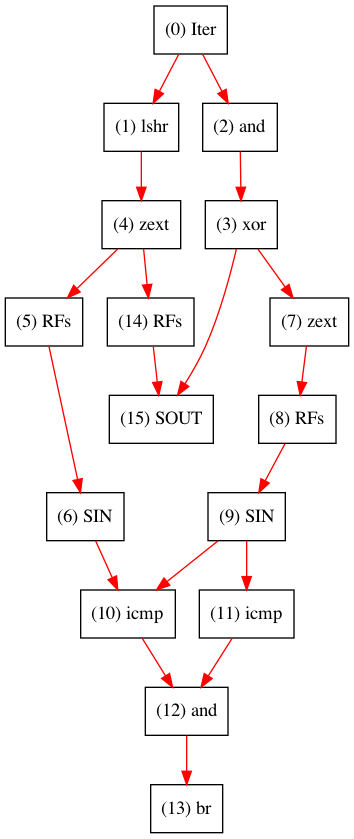 (0) Iter
(1) lshr
(2) and
(4) zext
(3) xor
(5) RFs
(14) RFs
(7) zext
(15) SOUT
(8) RFs
(6) SIN
(9) SIN
(10) icmp
(11) icmp
(12) and
(13) br